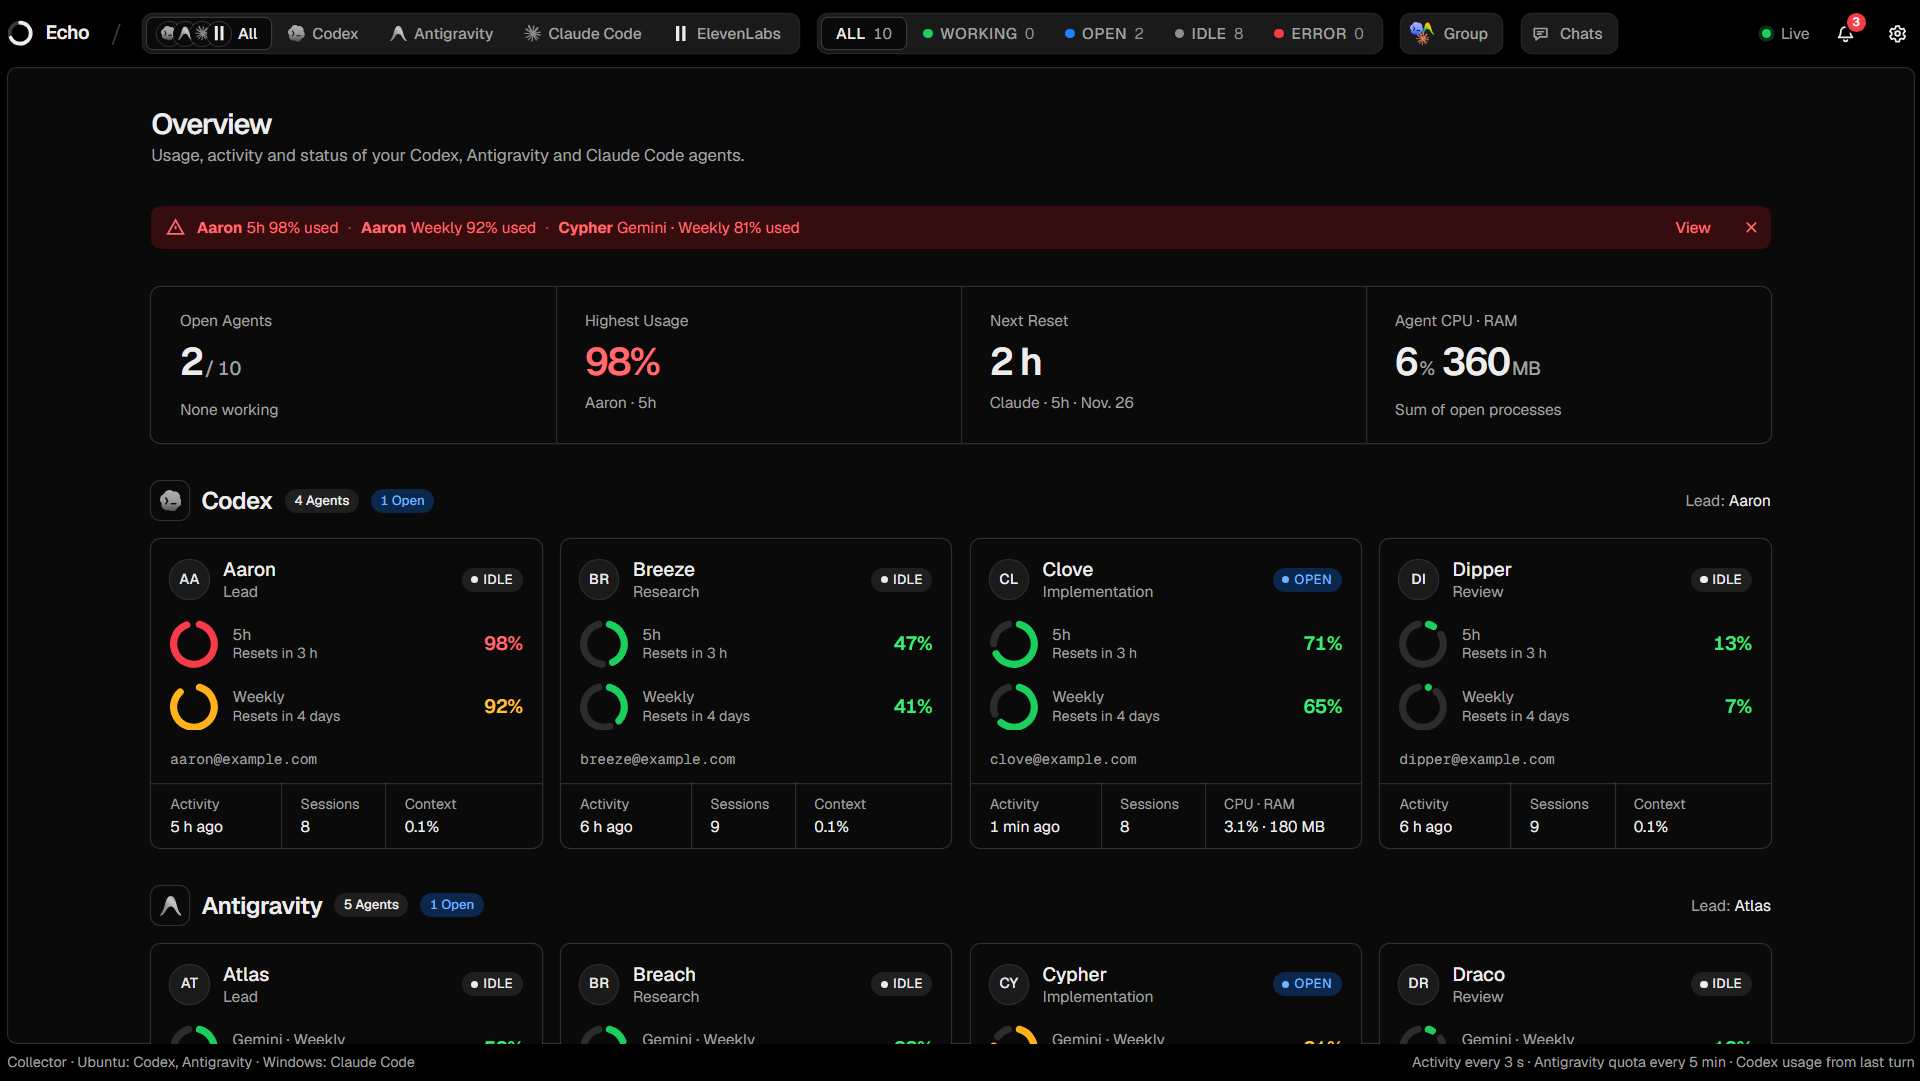 Echo / All Codex Antigravity Claude Code ElevenLabs ALL 10 WORKING 0 OPEN 2 IDLE 8 ERROR 0 Group Chats Live 3
Overview
Usage, activity and status of your Codex, Antigravity and Claude Code agents.
Aaron 5h 98% used · Aaron Weekly 92% used · Cypher Gemini · Weekly 81% used View
Open Agents
2 / 10
None working
Highest Usage
98%
Aaron · 5h
Next Reset
2 h
Claude · 5h · Nov. 26
Agent CPU · RAM
6% 360MB
Sum of open processes
Codex 4 Agents 1 Open Lead: Aaron
AA Aaron IDLE
Lead
5h 98%
Resets in 3 h
Weekly 92%
Resets in 4 days
aaron@example.com
Activity Sessions Context
5 h ago 8 0.1%
BR Breeze IDLE
Research
5h 47%
Resets in 3 h
Weekly 41%
Resets in 4 days
breeze@example.com
Activity Sessions Context
6 h ago 9 0.1%
CL Clove OPEN
Implementation
5h 71%
Resets in 3 h
Weekly 65%
Resets in 4 days
clove@example.com
Activity Sessions CPU · RAM
1 min ago 8 3.1% · 180 MB
DI Dipper IDLE
Review
5h 13%
Resets in 3 h
Weekly 7%
Resets in 4 days
dipper@example.com
Activity Sessions Context
6 h ago 9 0.1%
Antigravity 5 Agents 1 Open Lead: Atlas
AT Atlas IDLE
Lead
Gemini · Weekly
BR Breach IDLE
Research
Gemini · Weekly
CY Cypher OPEN
Implementation
Gemini · Weekly
DR Draco IDLE
Review
Gemini · Weekly
Collector · Ubuntu: Codex, Antigravity · Windows: Claude Code
Activity every 3 s · Antigravity quota every 5 min · Codex usage from last turn